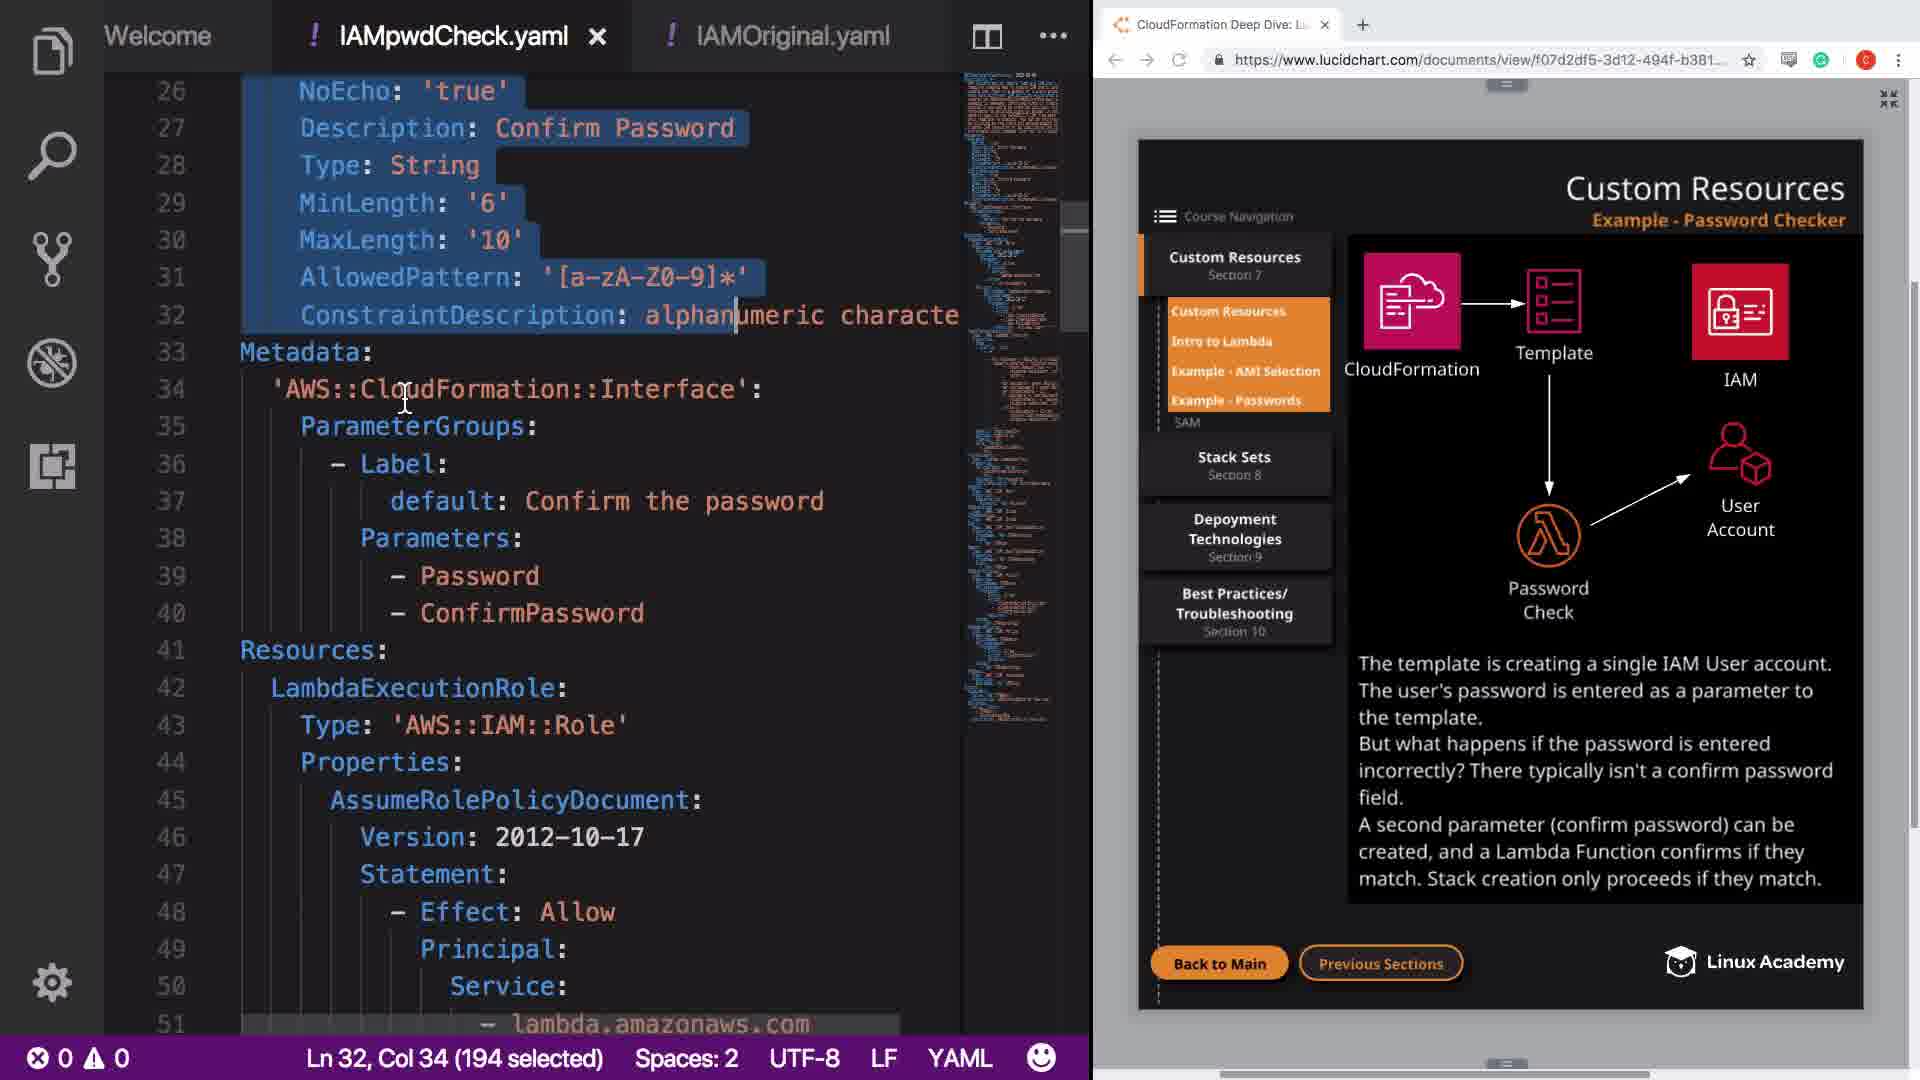 Welcome
! IAMpwdCheck.yaml ×
! IAMOriginal.yaml
26 NoEcho: 'true'
27 Description: Confirm Password
28 Type: String
29 MinLength: '6'
30 MaxLength: '10'
31 AllowedPattern: '[a-zA-Z0-9]*'
32 ConstraintDescription: alphanumeric characte
33 Metadata:
34 'AWS::CloudFormation::Interface':
35 ParameterGroups:
36 - Label:
37 default: Confirm the password
38 Parameters:
39 - Password
40 - ConfirmPassword
41 Resources:
42 LambdaExecutionRole:
43 Type: 'AWS::IAM::Role'
44 Properties:
45 AssumeRolePolicyDocument:
46 Version: 2012-10-17
47 Statement:
48 - Effect: Allow
49 Principal:
50 Service:
51 - lambda.amazonaws.com
0 0 Ln 32, Col 34 (194 selected) Spaces: 2 UTF-8 LF YAML
CloudFormation Deep Dive: Lu
https://www.lucidchart.com/documents/view/f07d2df5-3d12-494f-b381...
C
Custom Resources
Example - Password Checker
Course Navigation
Custom Resources
Section 7
Custom Resources
Intro to Lambda
Example - AMI Selection
Example - Passwords
SAM
Stack Sets
Section 8
Depoyment
Technologies
Section 9
Best Practices/
Troubleshooting
Section 10
CloudFormation
Template
IAM
User
Account
Password
Check
The template is creating a single IAM User account.
The user's password is entered as a parameter to
the template.
But what happens if the password is entered
incorrectly? There typically isn't a confirm password
field.
A second parameter (confirm password) can be
created, and a Lambda Function confirms if they
match. Stack creation only proceeds if they match.
Back to Main
Previous Sections
Linux Academy